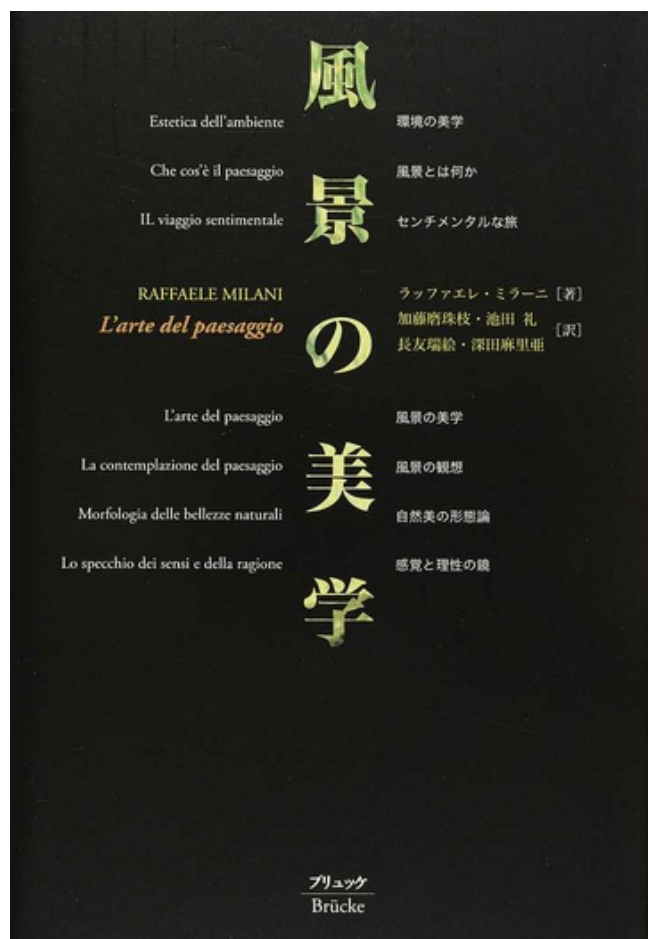 風景の美学
Estetica dell'ambiente
環境の美学
Che cos'è il paesaggio
風景とは何か
IL viaggio sentimentale
センチメンタルな旅
RAFFAELE MILANI
ラッファエレ・ミラーニ［著］
L'arte del paesaggio
加藤磨珠枝・池田 礼
長友瑞絵・深田麻里亜
［訳］
L'arte del paesaggio
風景の美学
La contemplazione del paesaggio
風景の観想
Morfologia delle bellezze naturali
自然美の形態論
Lo specchio dei sensi e della ragione
感覚と理性の鏡
ブリュッケ
Brücke